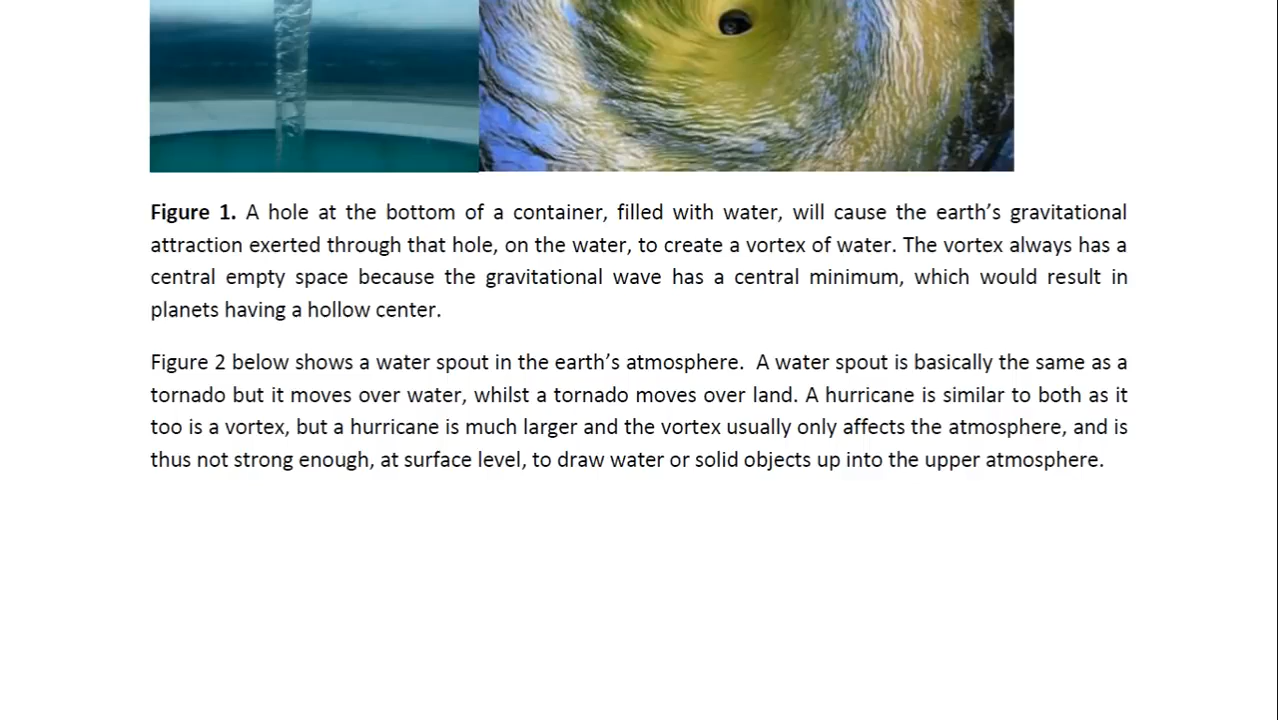 Figure 1. A hole at the bottom of a container, filled with water, will cause the earth’s gravitational
attraction exerted through that hole, on the water, to create a vortex of water. The vortex always has a
central empty space because the gravitational wave has a central minimum, which would result in
planets having a hollow center.
Figure 2 below shows a water spout in the earth’s atmosphere.  A water spout is basically the same as a
tornado but it moves over water, whilst a tornado moves over land. A hurricane is similar to both as it
too is a vortex, but a hurricane is much larger and the vortex usually only affects the atmosphere, and is
thus not strong enough, at surface level, to draw water or solid objects up into the upper atmosphere.